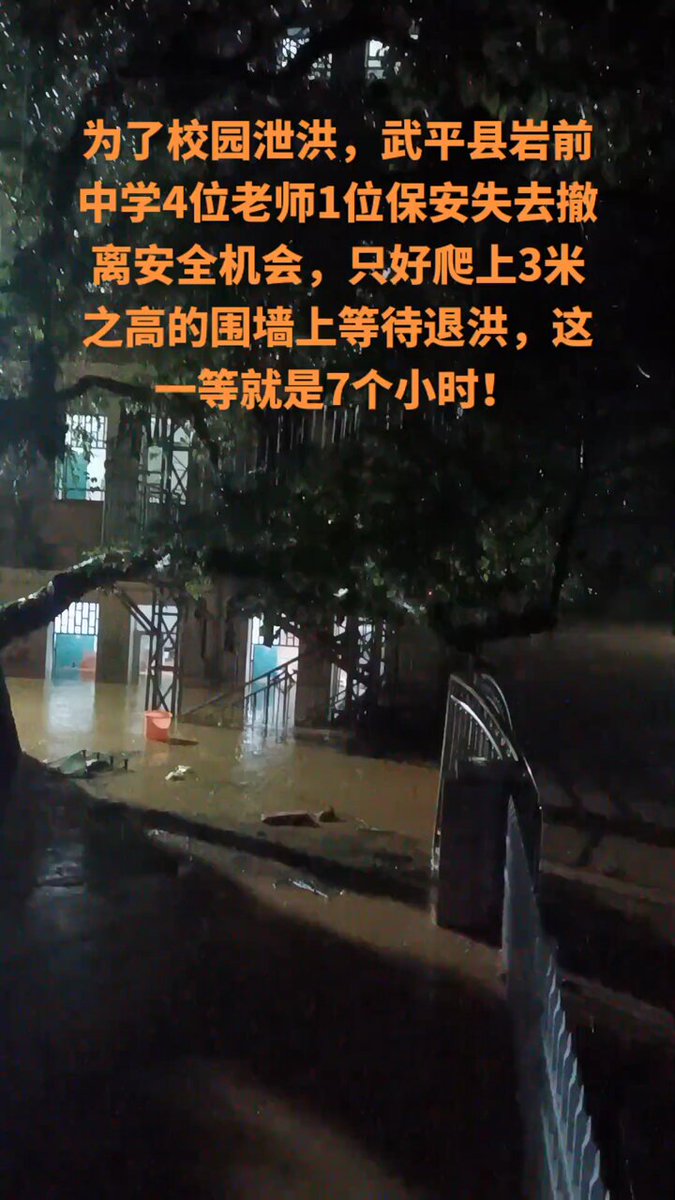 为了校园泄洪，武平县岩前
中学4位老师1位保安失去撤
离安全机会，只好爬上3米
之高的围墙上等待退洪，这
一等就是7个小时！